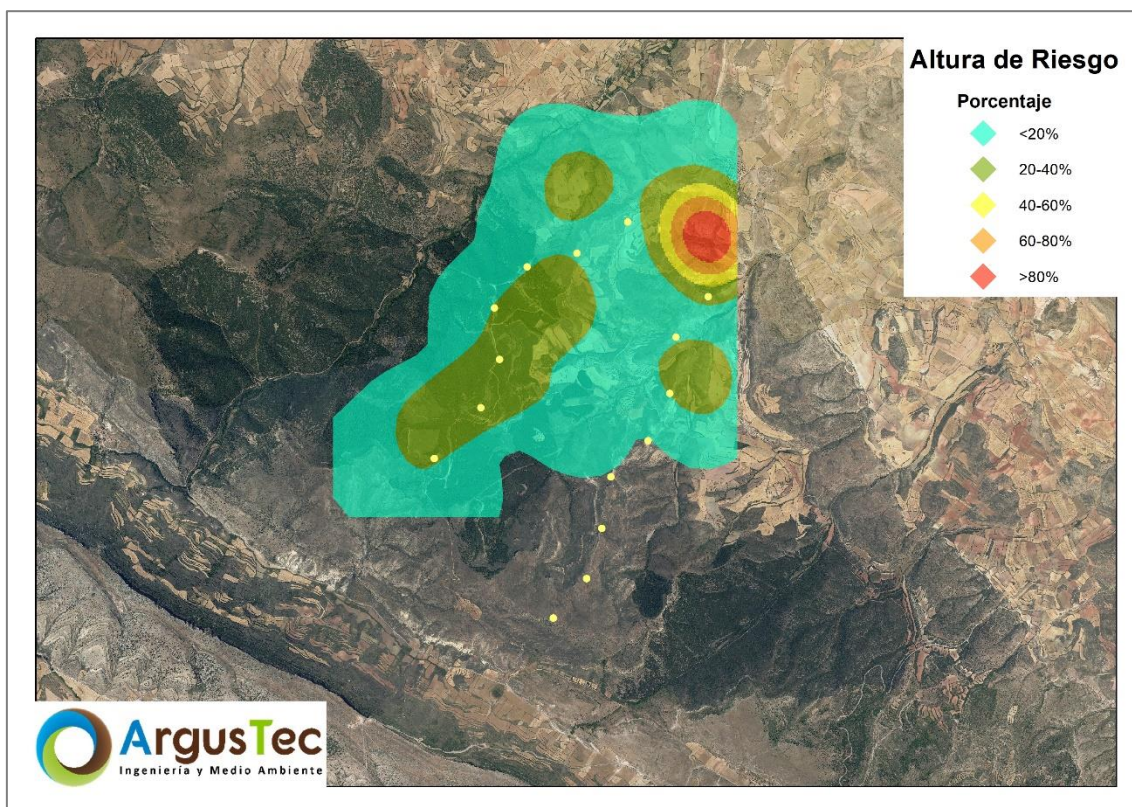 Altura de Riesgo
Porcentaje
<20%
20-40%
40-60%
60-80%
>80%
ArgusTec
Ingeniería y Medio Ambiente